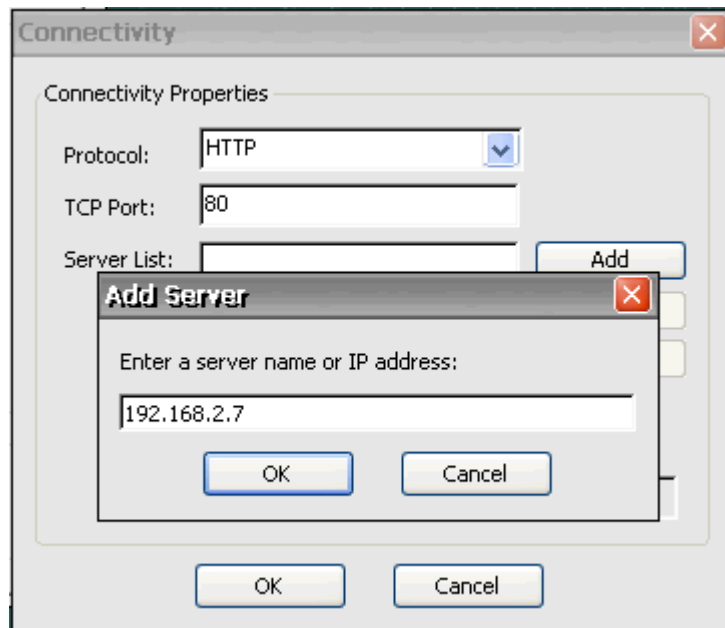 Connectivity
Connectivity Properties
Protocol: HTTP
TCP Port: 80
Server List: Add
Add Server
Enter a server name or IP address:
192.168.2.7
OK Cancel
OK Cancel